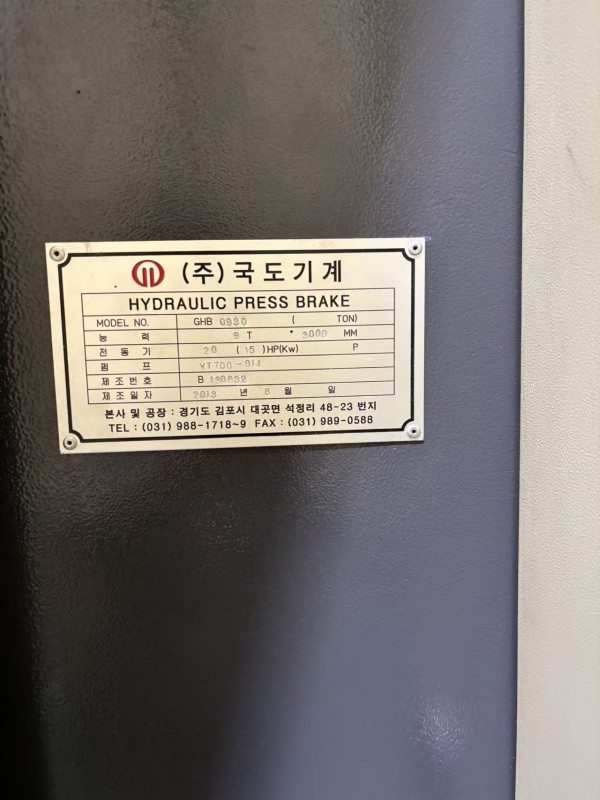 (주)국도기계
HYDRAULIC PRESS BRAKE
MODEL NO. GHB 0930 ( TON)
능 력 9 T * 3000 MM
전 동 기 20 ( 15 )HP(Kw) P
펌 프
제조번호 B
제조일자 2013 년 8 월 일
본사 및 공장 : 경기도 김포시 대곳면 석정리 48-23 번지
TEL : (031) 988-1718~9 FAX : (031) 989-0588